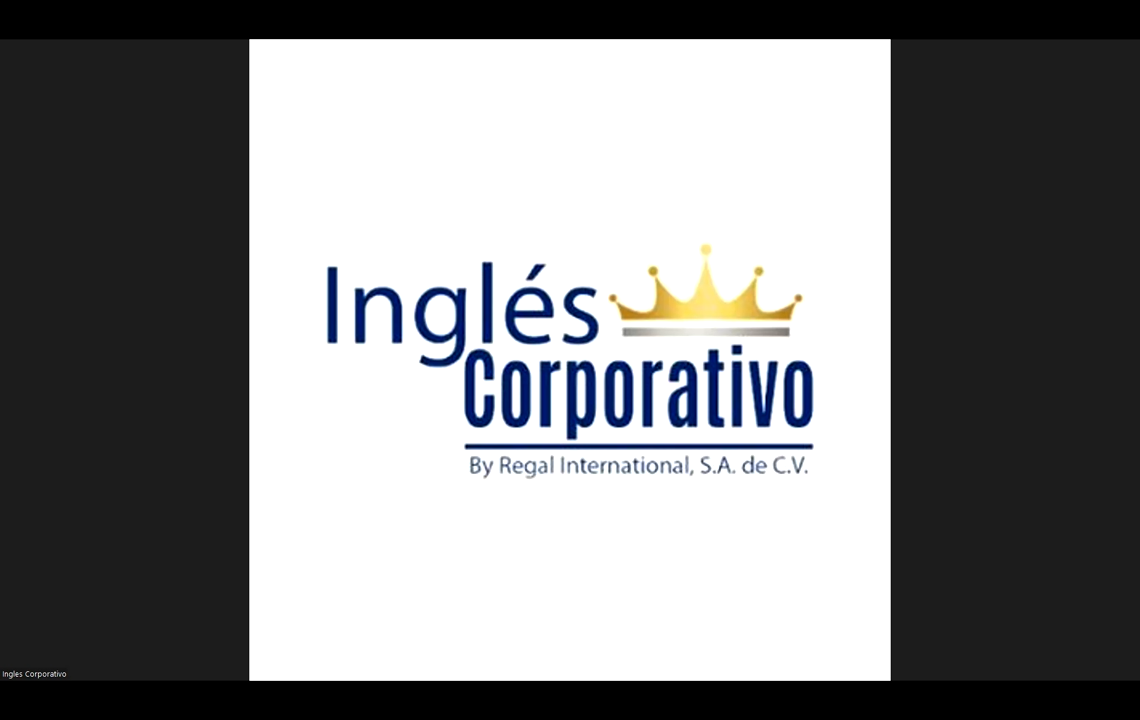 Inglés
Corporativo
By Regal International, S.A. de C.V.
Ingles Corporativo